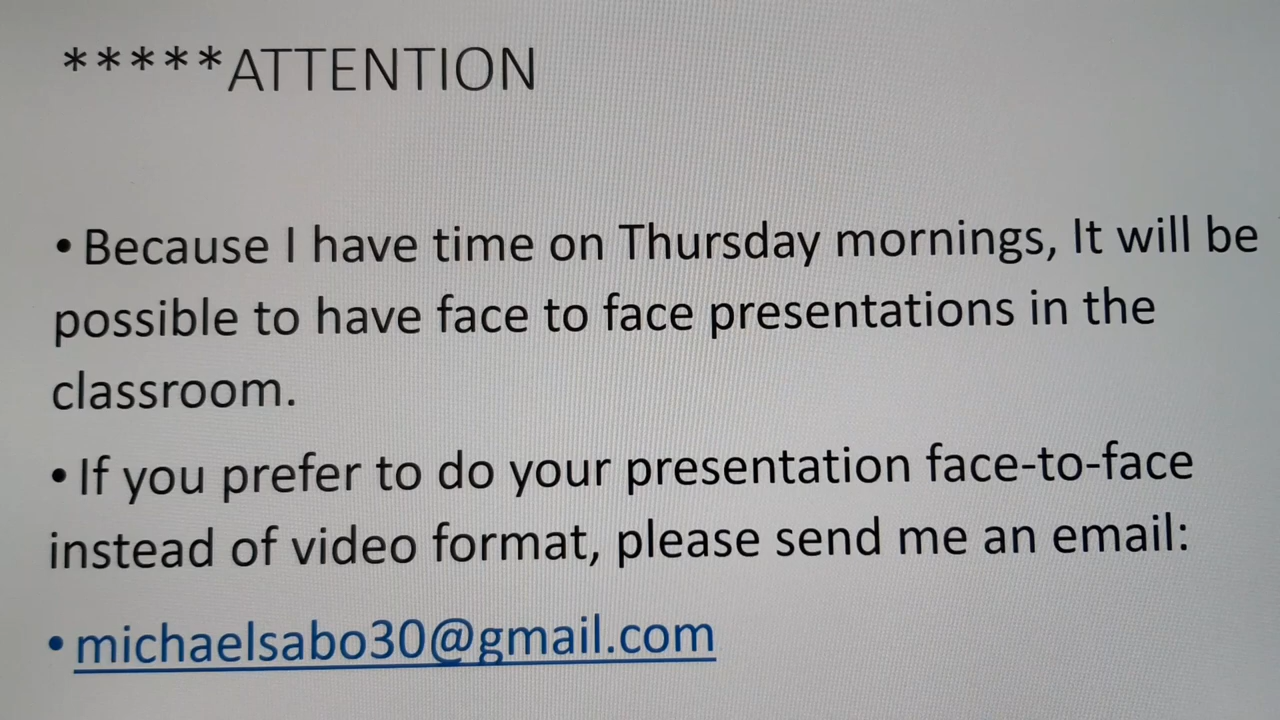 *****ATTENTION
• Because I have time on Thursday mornings, It will be
possible to have face to face presentations in the
classroom.
• If you prefer to do your presentation face-to-face
instead of video format, please send me an email:
• michaelsabo30@gmail.com